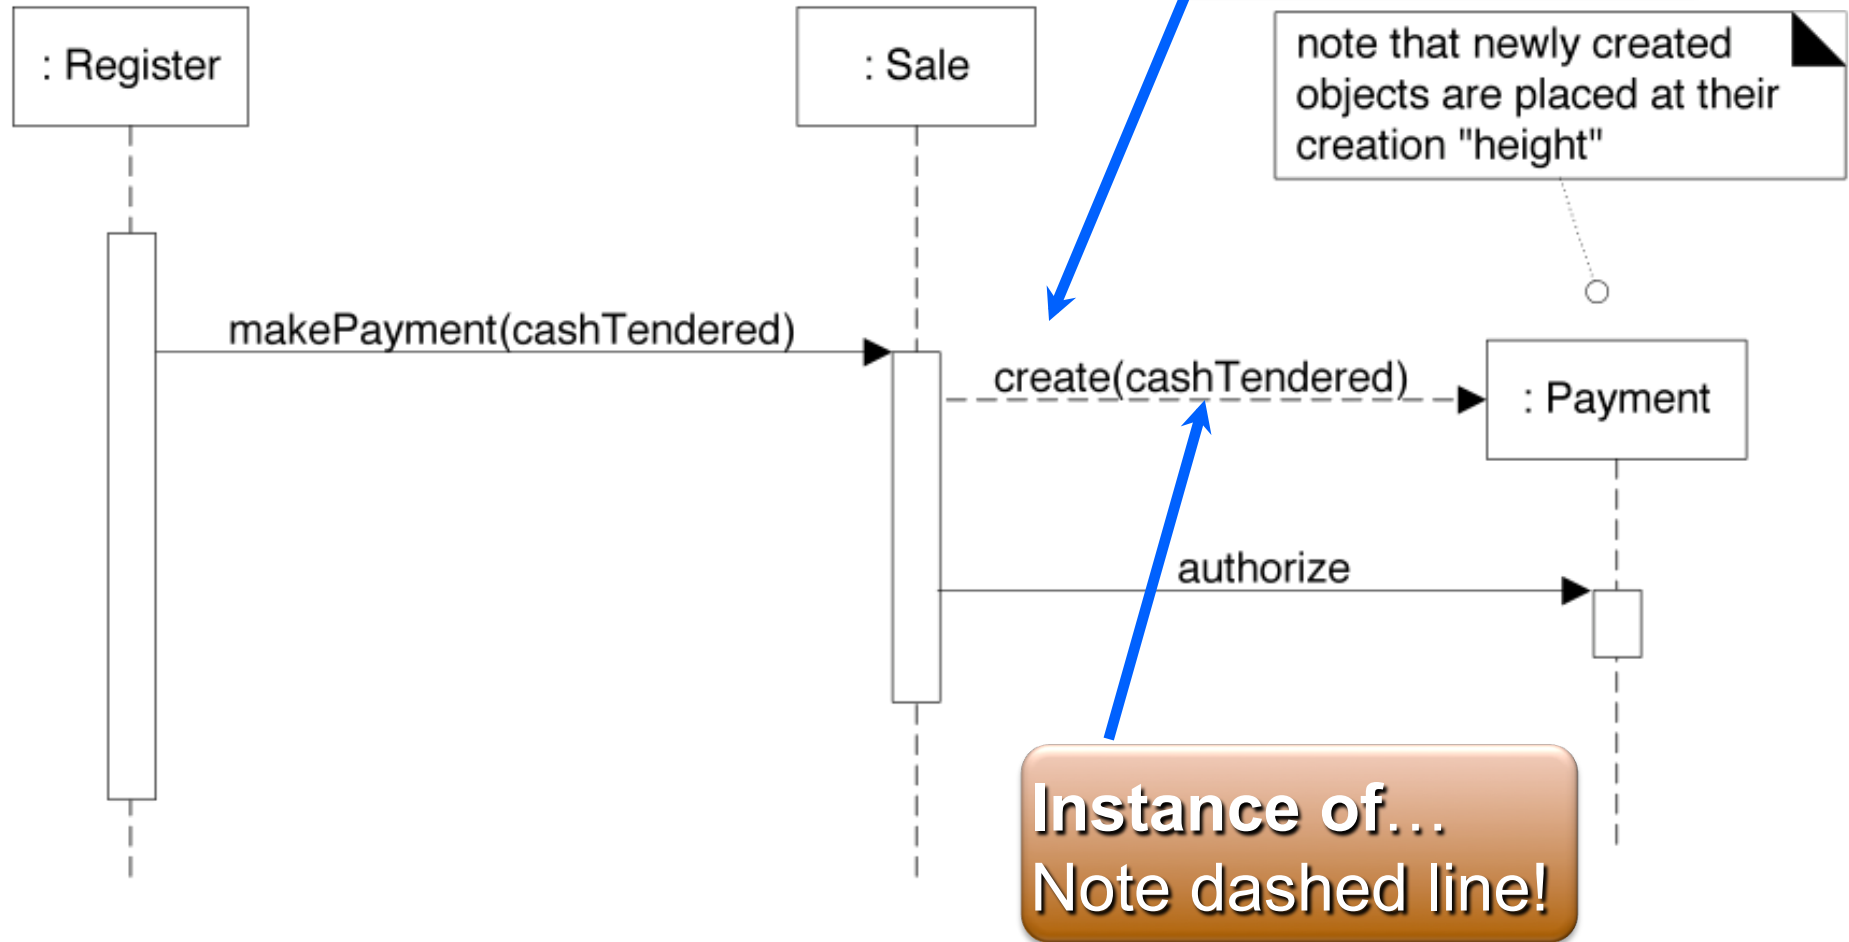 : Register
: Sale
note that newly created
objects are placed at their
creation "height"
makePayment(cashTendered)
create(cashTendered)
: Payment
authorize
Instance of…
Note dashed line!